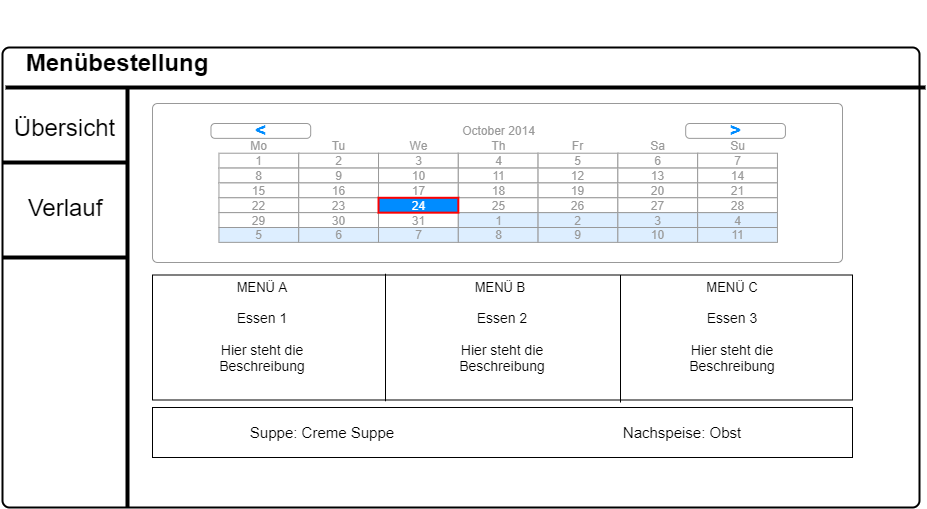 Menübestellung
Übersicht
Verlauf
< October 2014 >
Mo Tu We Th Fr Sa Su
1 2 3 4 5 6 7
8 9 10 11 12 13 14
15 16 17 18 19 20 21
22 23 24 25 26 27 28
29 30 31 1 2 3 4
5 6 7 8 9 10 11
MENÜ A MENÜ B MENÜ C
Essen 1 Essen 2 Essen 3
Hier steht die Hier steht die Hier steht die
Beschreibung Beschreibung Beschreibung
Suppe: Creme Suppe Nachspeise: Obst